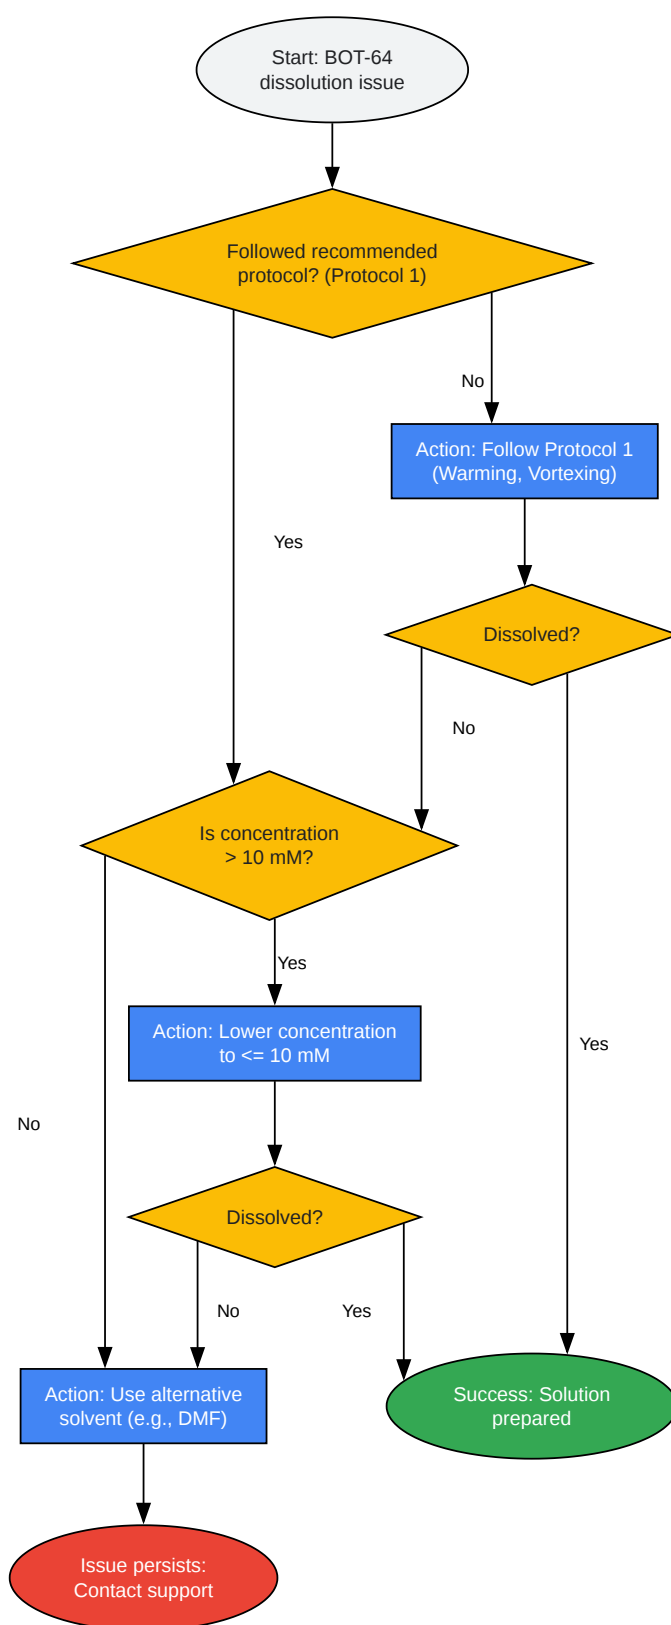 Start: BOT-64
dissolution issue
Followed recommended
protocol? (Protocol 1)
No
Action: Follow Protocol 1
(Warming, Vortexing)
Yes
Dissolved?
No
Is concentration
> 10 mM?
Yes
Action: Lower concentration
to <= 10 mM
Yes
No
Dissolved?
No
Yes
Action: Use alternative
solvent (e.g., DMF)
Success: Solution
prepared
Issue persists:
Contact support